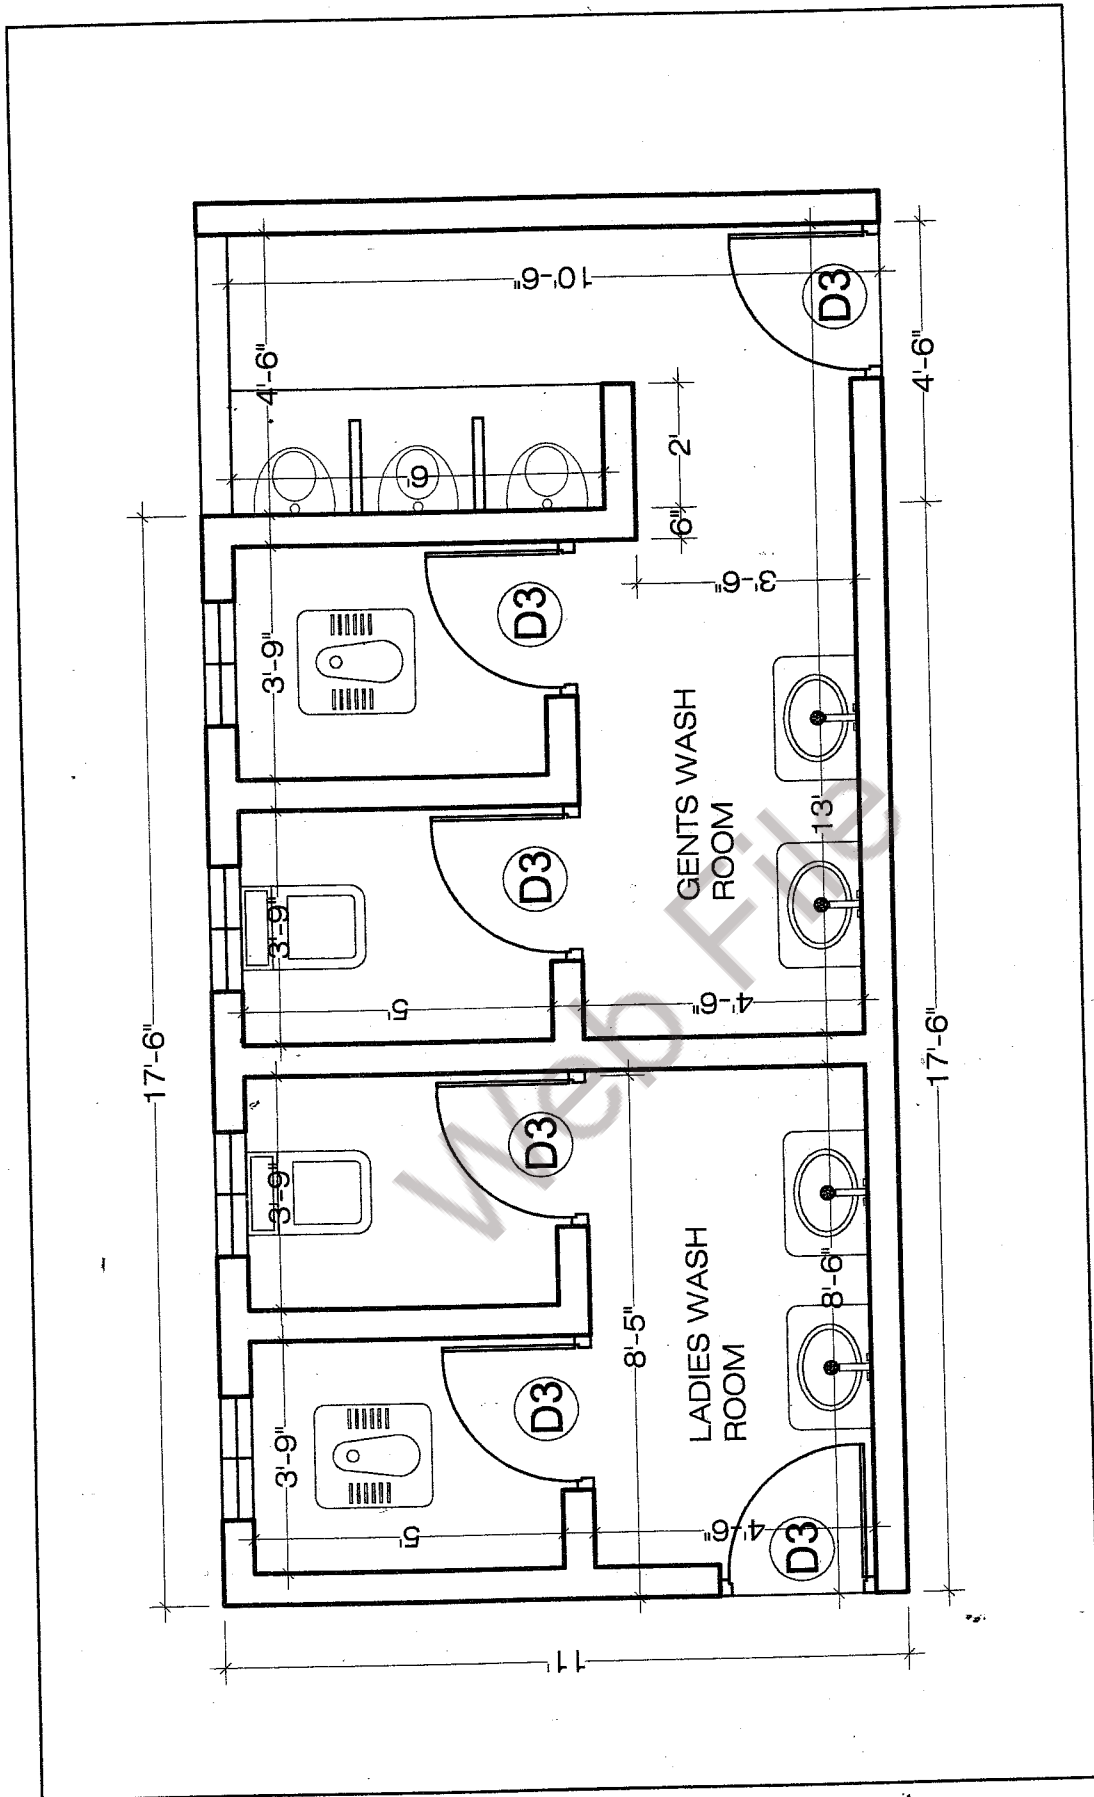 17'-6"
11'
3'-9"
3'-9"
3'-9"
3'-9"
4'-6"
5'
5'
6'
10'-6"
D3
D3
D3
D3
D3
D3
8'-5"
4'-6"
4'-6"
6"
2'
3'-6"
LADIES WASH
ROOM
GENTS WASH
ROOM
8'-6"
13'
17'-6"
4'-6"
Web File